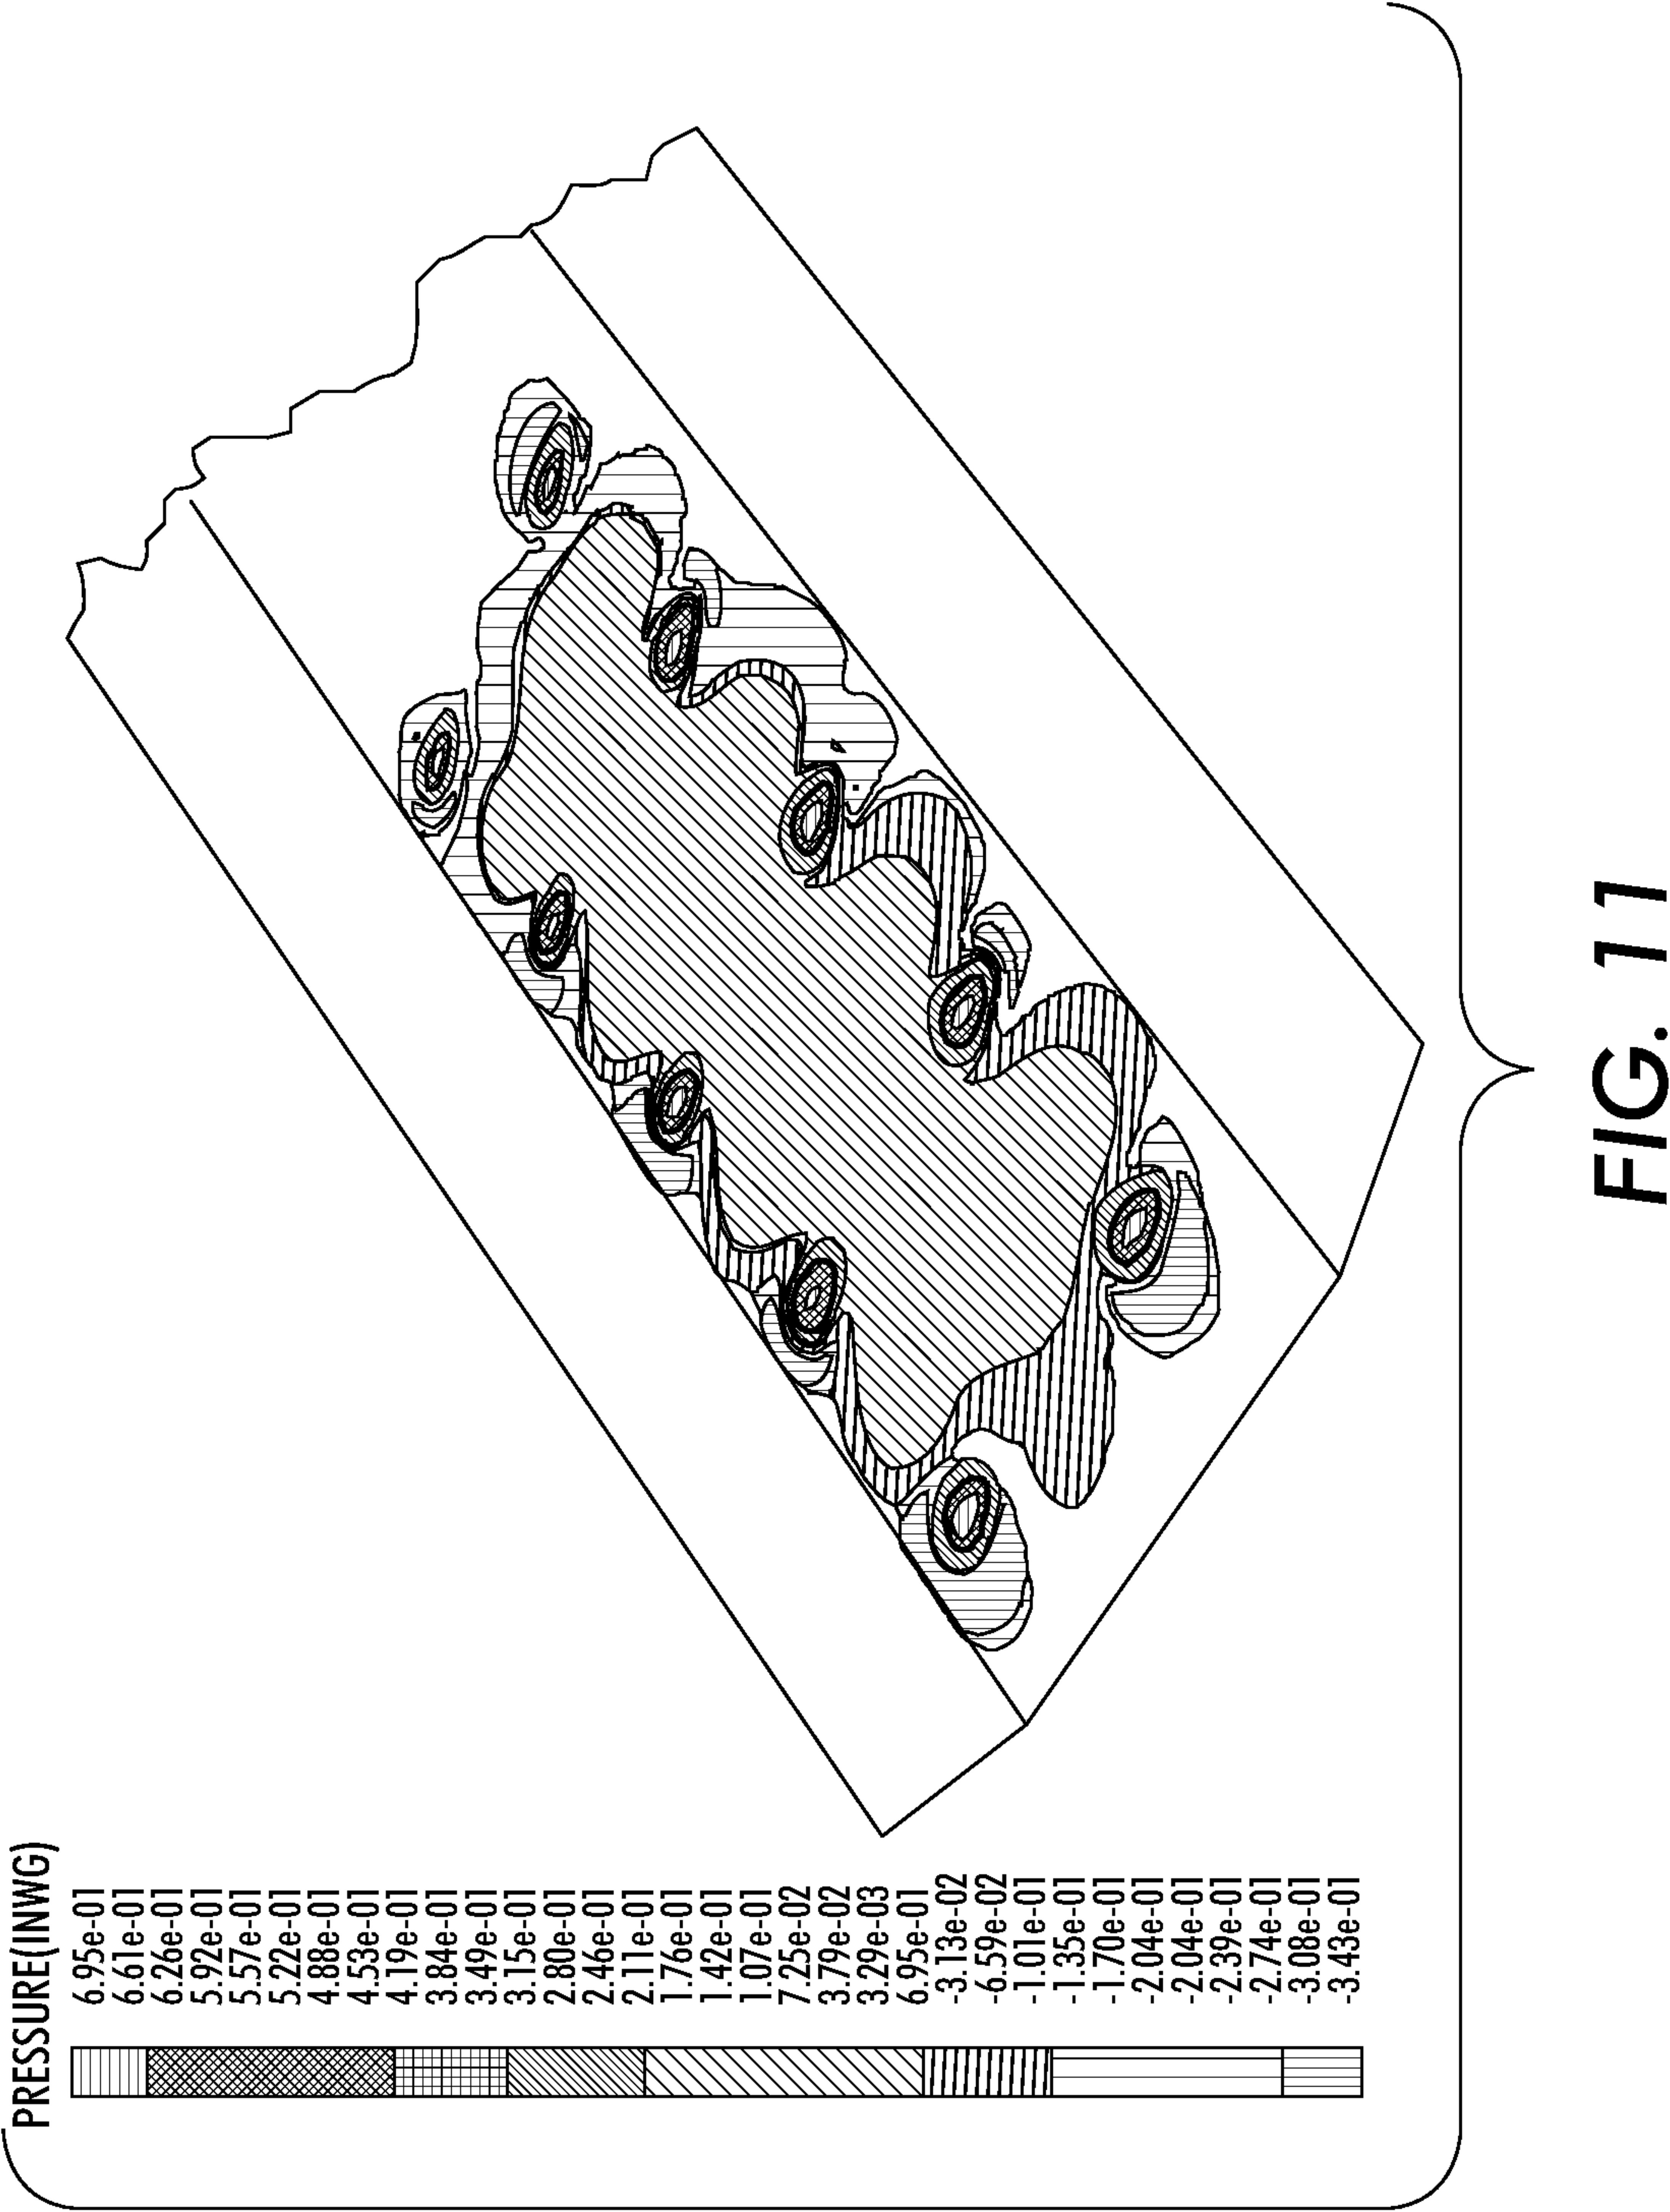 PRESSURE(INWG)
6.95e-01
6.61e-01
6.26e-01
5.92e-01
5.57e-01
5.22e-01
4.88e-01
4.53e-01
4.19e-01
3.84e-01
3.49e-01
3.15e-01
2.80e-01
2.46e-01
2.11e-01
1.76e-01
1.42e-01
1.07e-01
7.25e-02
3.79e-02
3.29e-03
6.95e-01
-3.13e-02
-6.59e-02
-1.01e-01
-1.35e-01
-1.70e-01
-2.04e-01
-2.04e-01
-2.39e-01
-2.74e-01
-3.08e-01
-3.43e-01
FIG. 11